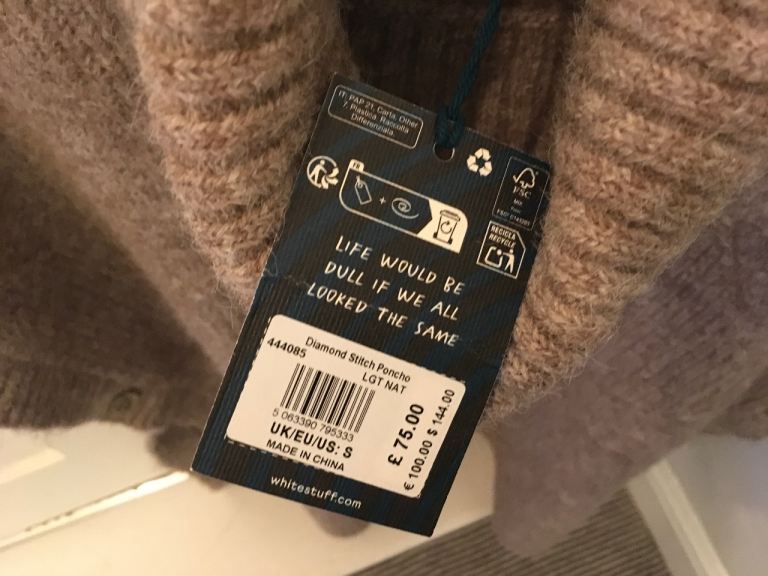 IT: PAP 21, Carta, Other
7, Plastica, Raccolta
Differenziata.
FR
+
FSC
RECICLA
RECYCLE
LIFE WOULD BE
DULL IF WE ALL
LOOKED THE SAME
Diamond Stitch Poncho
444085
LGT NAT
5 063390 795333
UK/EU/US: S
MADE IN CHINA
£ 75.00
€ 100.00 $ 144.00
whitestuff.com